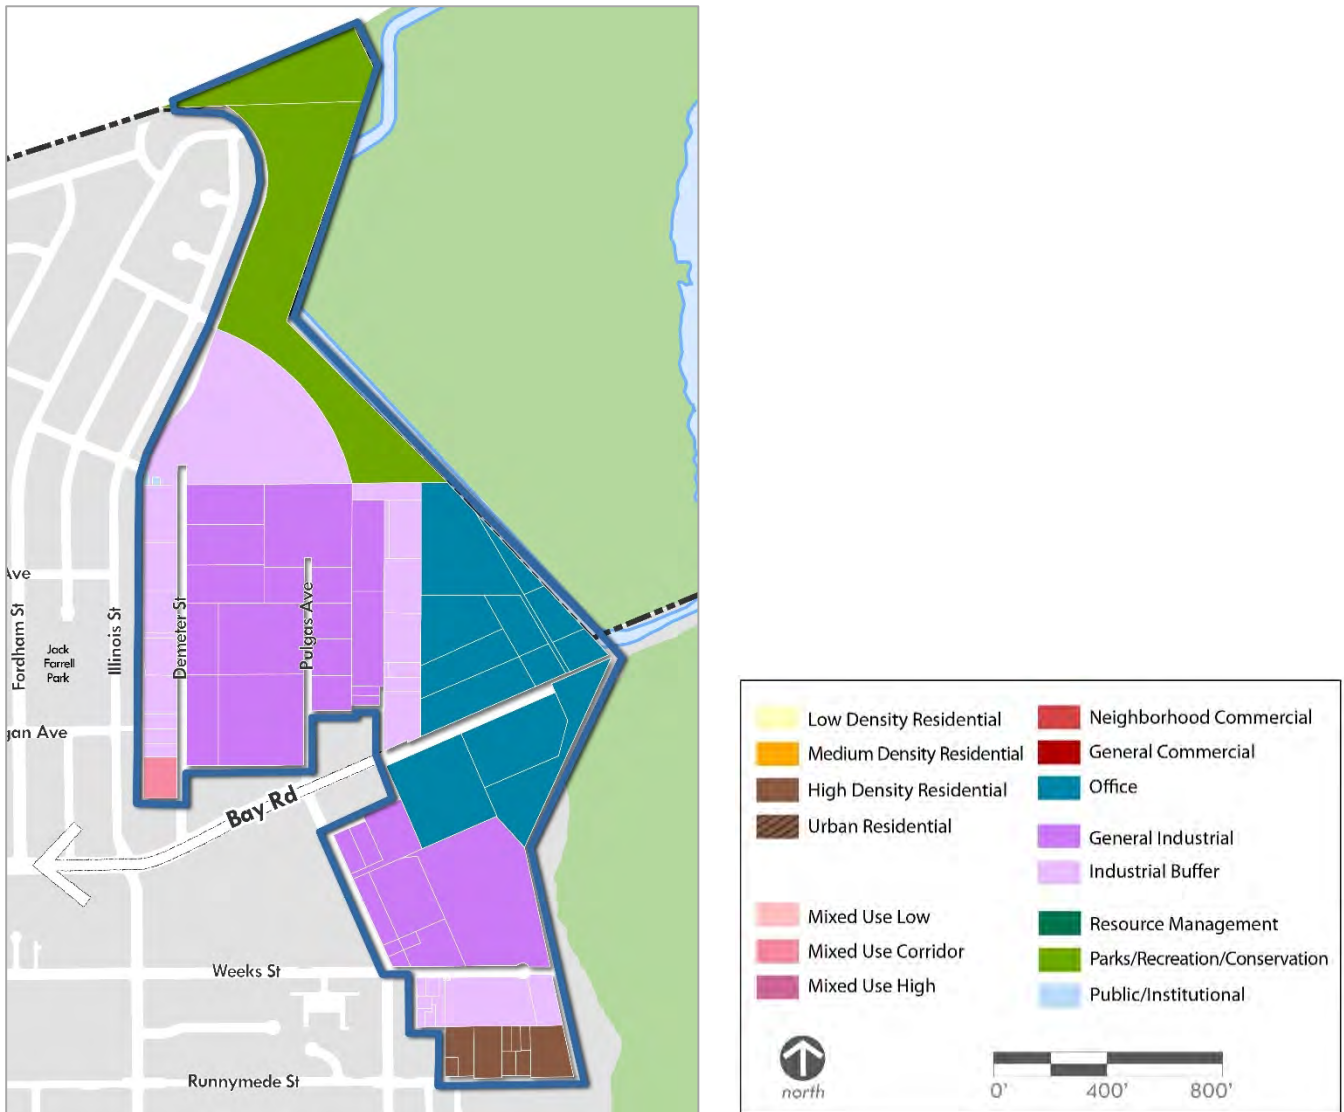 Ave
Fordham St
Jack
Farrell
Park
Illinois St
Demeter St
Pulgas Ave
gan Ave
Bay Rd
Weeks St
Runnymede St
Low Density Residential
Medium Density Residential
High Density Residential
Urban Residential
Mixed Use Low
Mixed Use Corridor
Mixed Use High
Neighborhood Commercial
General Commercial
Office
General Industrial
Industrial Buffer
Resource Management
Parks/Recreation/Conservation
Public/Institutional
north
0' 400' 800'